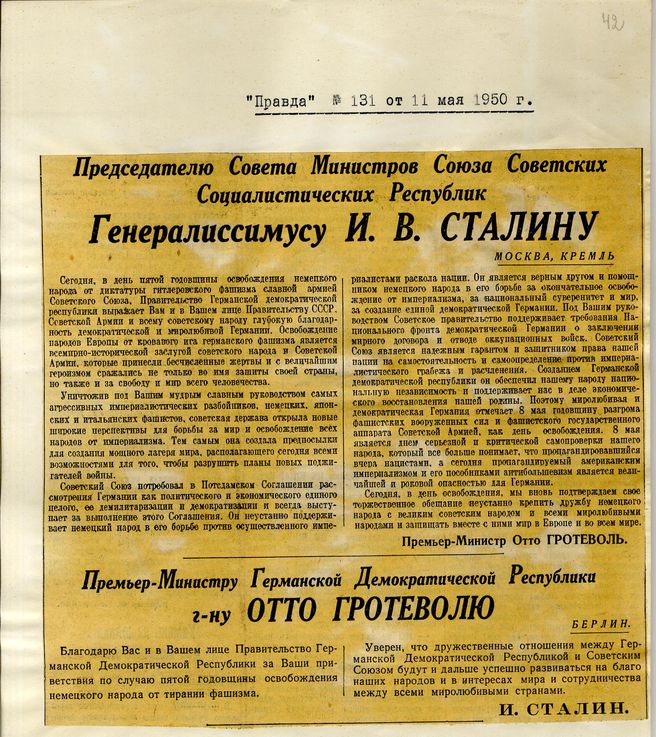 42
"Правда" № 131 от 11 мая 1950 г.
Председателю Совета Министров Союза Советских
Социалистических Республик
Генералиссимусу И. В. СТАЛИНУ
МОСКВА, КРЕМЛЬ
Сегодня, в день пятой годовщины освобождения немецкого
народа от диктатуры гитлеровского фашизма славной армией
Советского Союза, Правительство Германской демократической
республики выражает Вам и в Вашем лице Правительству СССР,
Советской Армии и всему советскому народу глубокую благодар-
ность демократической и миролюбивой Германии. Освобождение
народов Европы от кровавого ига германского фашизма является
всемирно-исторической заслугой советского народа и Советской
Армии, которые принесли бесчисленные жертвы и с величайшим
героизмом сражались не только во имя защиты своей страны,
но также и за свободу и мир всего человечества.
Уничтожив под Вашим мудрым славным руководством самых
агрессивных империалистических разбойников, немецких, япон-
ских и итальянских фашистов, советская держава открыла новые
широкие перспективы для борьбы за мир и освобождение всех
народов от империализма. Тем самым она создала предпосылки
для создания мощного лагеря мира, располагающего сегодня всеми
возможностями для того, чтобы разрушить планы новых поджи-
гателей войны.
Советский Союз потребовал в Потсдамском Соглашении рас-
смотрения Германии как политического и экономического единого
целого, ее демилитаризации и демократизации и всегда высту-
пает за выполнение этого Соглашения. Он неустанно поддержи-
вает немецкий народ в его борьбе против осуществленного импе-
риалистами раскола нации. Он является верным другом и помощ-
ником немецкого народа в его борьбе за окончательное освобо-
ждение от империализма, за национальный суверенитет и мир,
за создание единой демократической Германии. Под Вашим руко-
водством Советское правительство поддерживает требования На-
ционального фронта демократической Германии о заключении
мирного договора и отводе оккупационных войск. Советский
Союз является надежным гарантом и защитником права нашей
нации на самостоятельность и самоопределение против империа-
листического грабежа и расчленения. Созданием Германской
демократической республики он обеспечил нашему народу нацио-
нальную независимость и поддерживает нас в деле экономиче-
ского восстановления нашей родины. Поэтому миролюбивая и
демократическая Германия отмечает 8 мая годовщину разгрома
фашистских вооруженных сил и фашистского государственного
аппарата Советской Армией, как день освобождения. 8 мая
является днем серьезной и критической самопроверки нашего
народа, который все больше понимает, что пропагандировавшийся
вчера нацистами, а сегодня пропагандируемый американским
империализмом и его пособниками антибольшевизм является вели-
чайшей и роковой опасностью для Германии.
Сегодня, в день освобождения, мы вновь подтверждаем свое
торжественное обещание неустанно крепить дружбу немецкого
народа с великим советским народом и всеми миролюбивыми
народами и защищать вместе с ними мир в Европе и во всем мире.
Премьер-Министр Отто ГРОТЕВОЛЬ.
Премьер-Министру Германской Демократической Республики
г-ну ОТТО ГРОТЕВОЛЮ
БЕРЛИН.
Благодарю Вас и в Вашем лице Правительство Гер-
манской Демократической Республики за Ваши при-
ветствия по случаю пятой годовщины освобождения
немецкого народа от тирании фашизма.
Уверен, что дружественные отношения между Гер-
манской Демократической Республикой и Советским
Союзом будут и дальше успешно развиваться на благо
наших народов и в интересах мира и сотрудничества
между всеми миролюбивыми странами.
И. СТАЛИН.